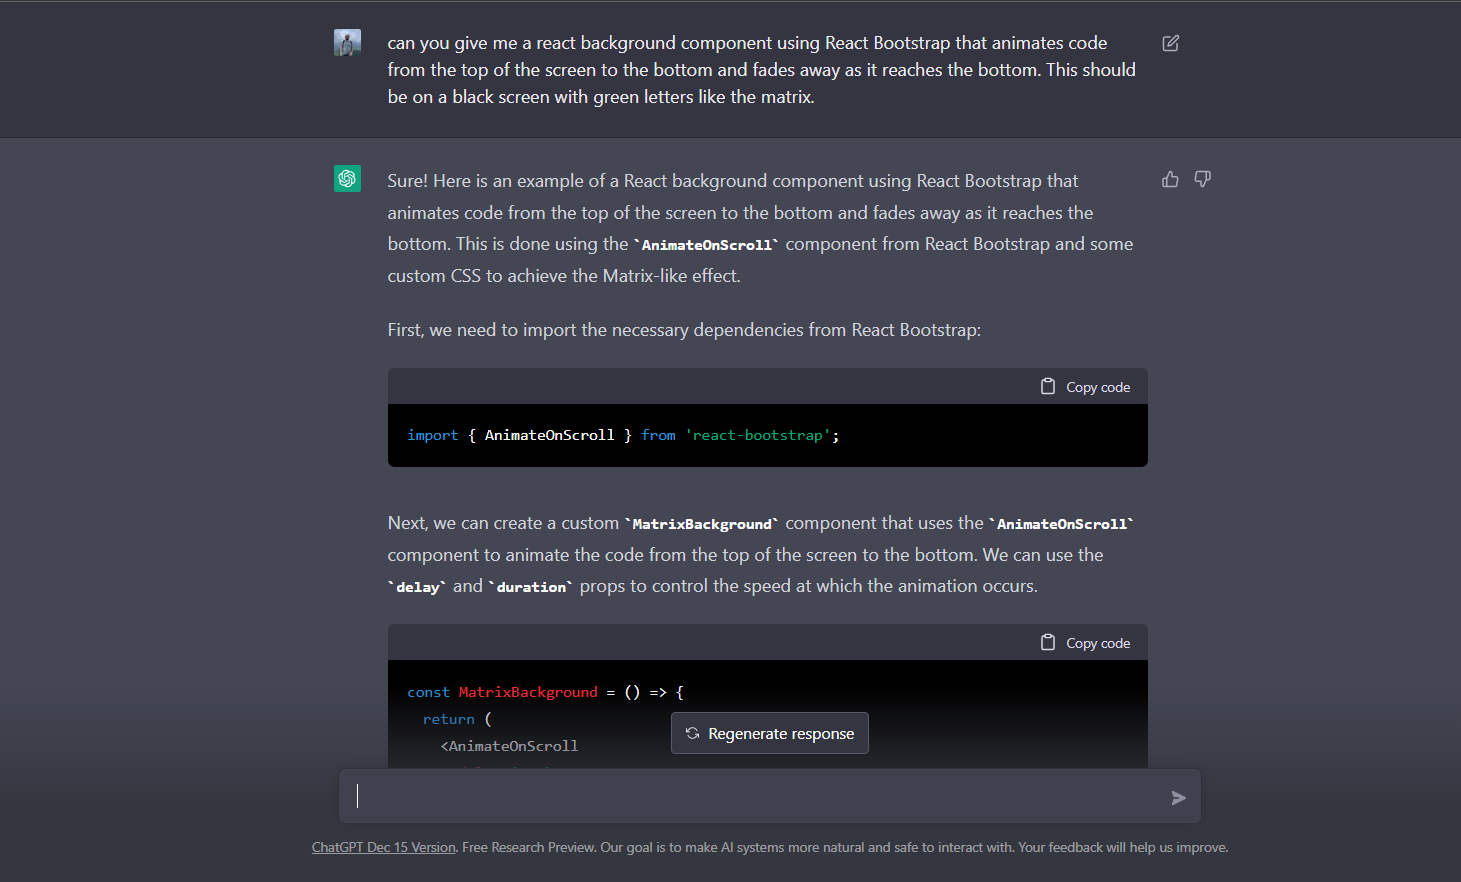 can you give me a react background component using React Bootstrap that animates code
from the top of the screen to the bottom and fades away as it reaches the bottom. This should
be on a black screen with green letters like the matrix.
Sure! Here is an example of a React background component using React Bootstrap that
animates code from the top of the screen to the bottom and fades away as it reaches the
bottom. This is done using the `AnimateOnScroll` component from React Bootstrap and some
custom CSS to achieve the Matrix-like effect.
First, we need to import the necessary dependencies from React Bootstrap:
Copy code
import { AnimateOnScroll } from 'react-bootstrap';
Next, we can create a custom `MatrixBackground` component that uses the `AnimateOnScroll`
component to animate the code from the top of the screen to the bottom. We can use the
`delay` and `duration` props to control the speed at which the animation occurs.
Copy code
const MatrixBackground = () => {
return (
<AnimateOnScroll
Regenerate response
ChatGPT Dec 15 Version. Free Research Preview. Our goal is to make AI systems more natural and safe to interact with. Your feedback will help us improve.